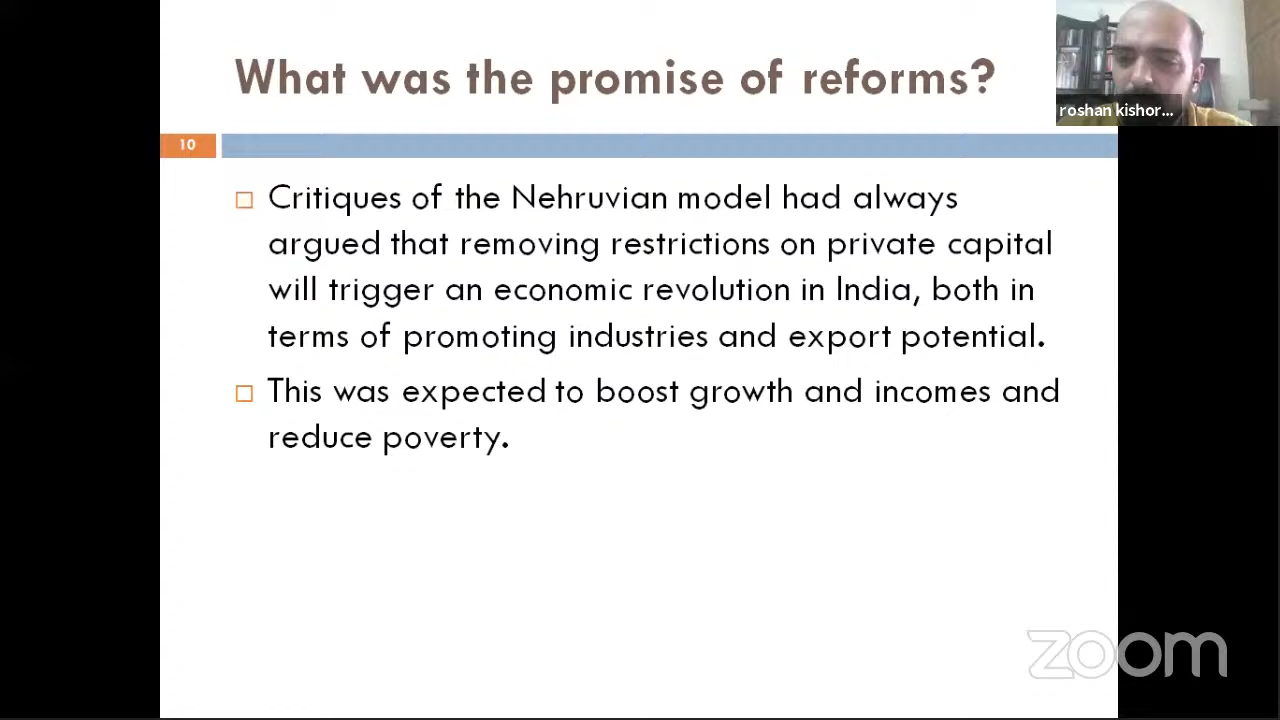 What was the promise of reforms?
roshan kishor...
10
Critiques of the Nehruvian model had always
argued that removing restrictions on private capital
will trigger an economic revolution in India, both in
terms of promoting industries and export potential.
This was expected to boost growth and incomes and
reduce poverty.
zoom